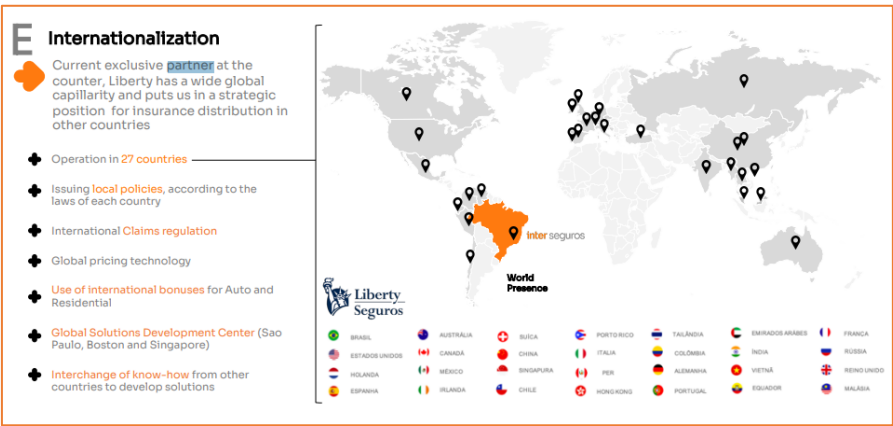 E Internationalization
Current exclusive partner at the
counter, Liberty has a wide global
capillarity and puts us in a strategic
position for insurance distribution in
other countries
Operation in 27 countries
Issuing local policies, according to the
laws of each country
International Claims regulation
Global pricing technology
Use of international bonuses for Auto and
Residential
Global Solutions Development Center (Sao
Paulo, Boston and Singapore)
Interchange of know-how from other
countries to develop solutions
inter seguros
World
Presence
Liberty
Seguros
BRASIL
ESTADOS UNIDOS
HOLANDA
ESPANHA
AUSTRÁLIA
CANADÁ
MÉXICO
IRLANDA
SUÍCA
CHINA
SINGAPURA
CHILE
PORTO RICO
ITALIA
PER
HONG KONG
TAILÂNDIA
COLÔMBIA
ALEMANHA
PORTUGAL
EMIRADOS ARABES
ÍNDIA
VIETNÃ
EQUADOR
FRANÇA
RÚSSIA
REINO UNIDO
MALÁSIA